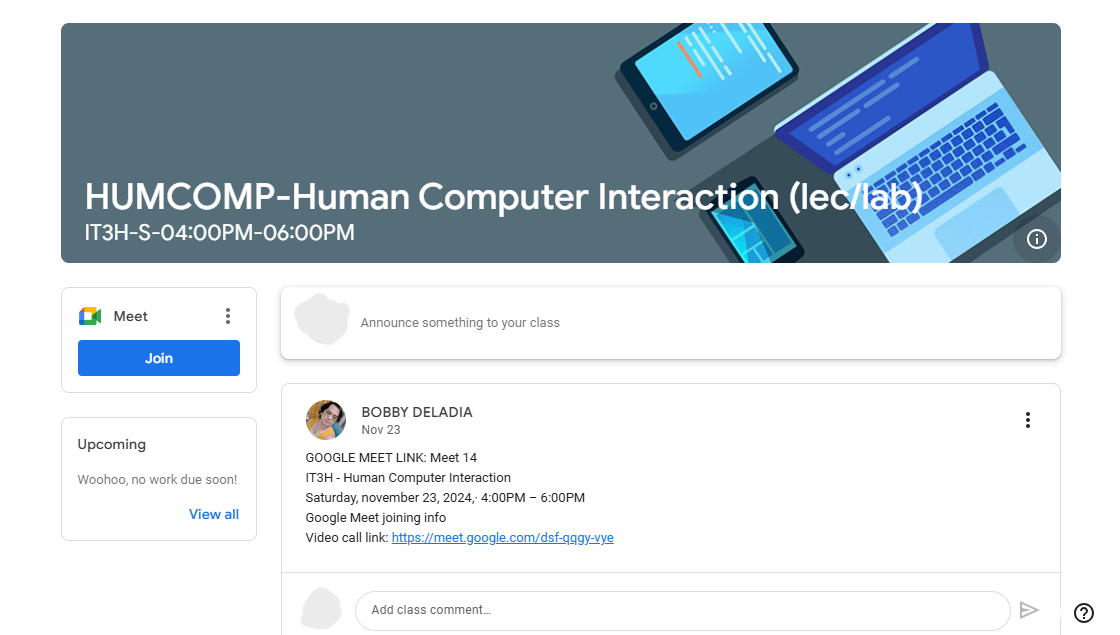 HUMCOMP-Human Computer Interaction (lec/lab)
IT3H-S-04:00PM-06:00PM
Meet
Join
Upcoming
Woohoo, no work due soon!
View all
Announce something to your class
BOBBY DELADIA
Nov 23
GOOGLE MEET LINK: Meet 14
IT3H - Human Computer Interaction
Saturday, november 23, 2024,· 4:00PM – 6:00PM
Google Meet joining info
Video call link: https://meet.google.com/dsf-qqgy-vye
Add class comment…